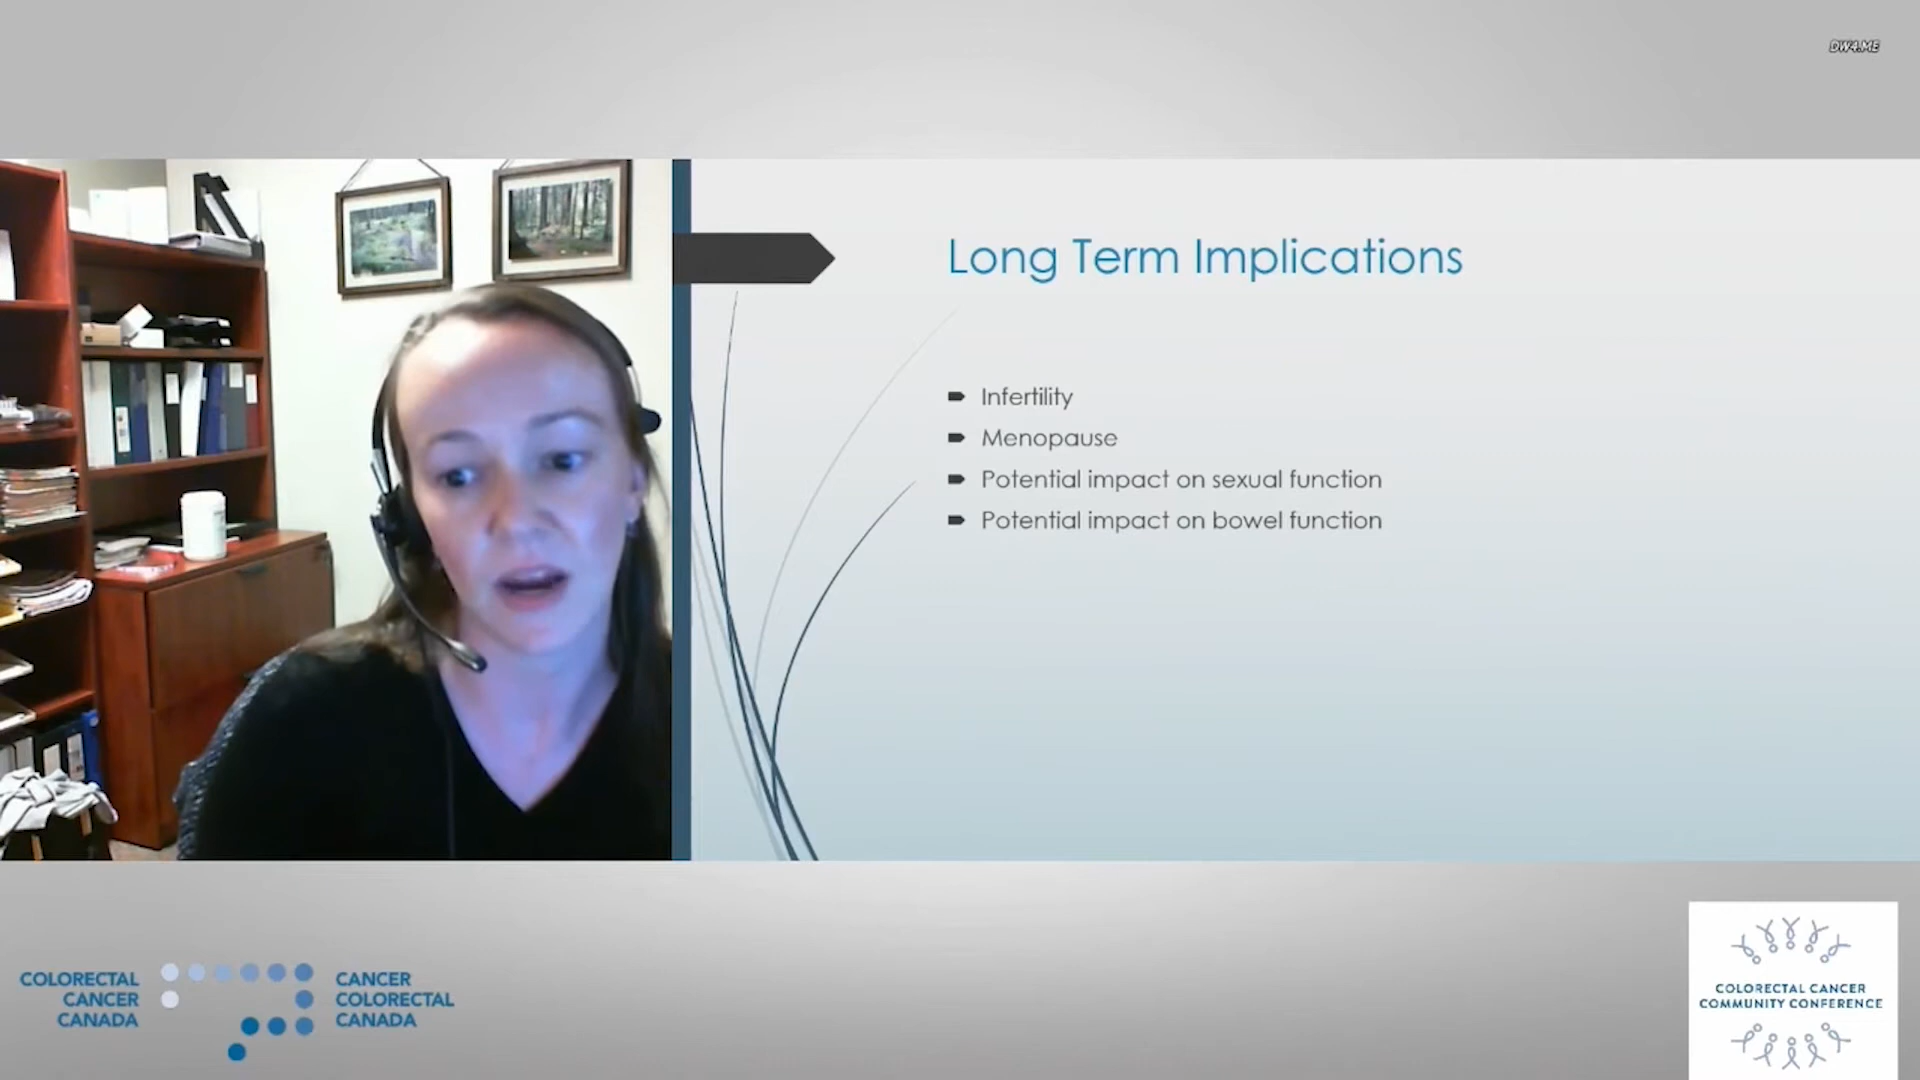 DW4.ME
Long Term Implications
Infertility
Menopause
Potential impact on sexual function
Potential impact on bowel function
COLORECTAL
CANCER
CANADA
CANCER
COLORECTAL
CANADA
COLORECTAL CANCER
COMMUNITY CONFERENCE